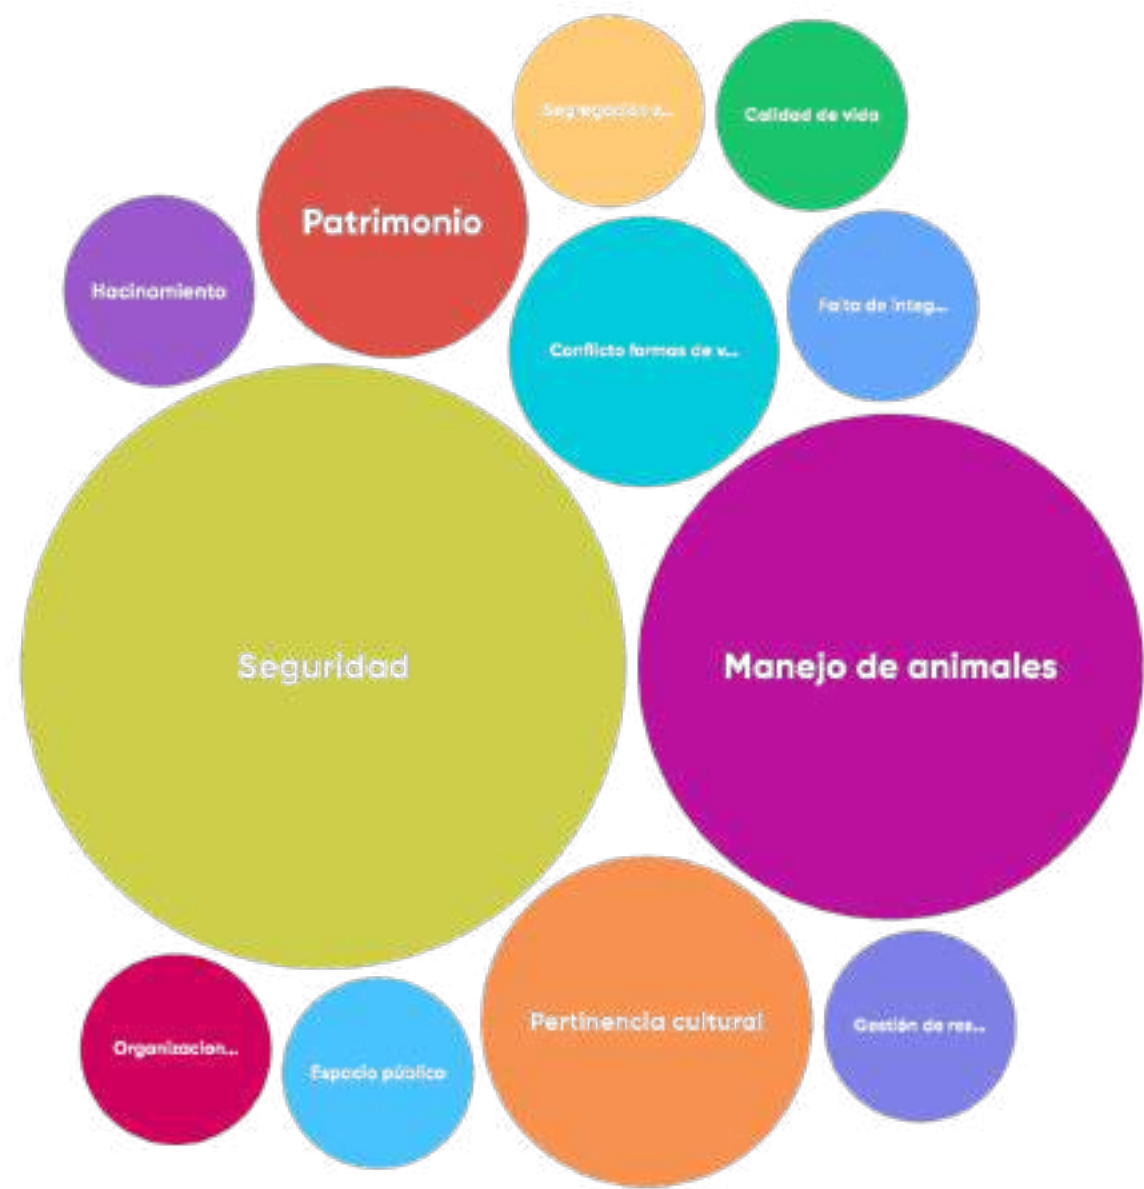 Segregación e...
Calidad de vida
Patrimonio
Hacinamiento
Falta de integ...
Conflicto formas de v...
Seguridad
Manejo de animales
Pertinencia cultural
Gestión de res...
Organizacion...
Espacio público